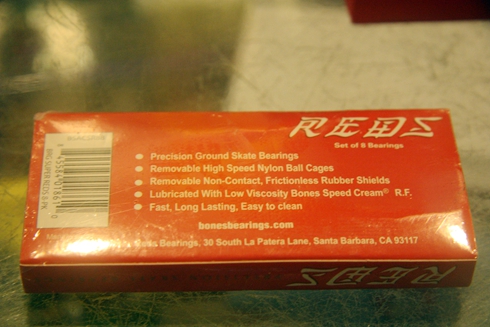 REDS
Set of 8 Bearings
Precision Ground Skate Bearings
Removable High Speed Nylon Ball Cages
Removable Non-Contact, Frictionless Rubber Shields
Lubricated With Low Viscosity Bones Speed Cream® R.F.
Fast, Long Lasting, Easy to clean
bonesbearings.com
Reds Bearings, 30 South La Patera Lane, Santa Barbara, CA 93117
REDS
REDS